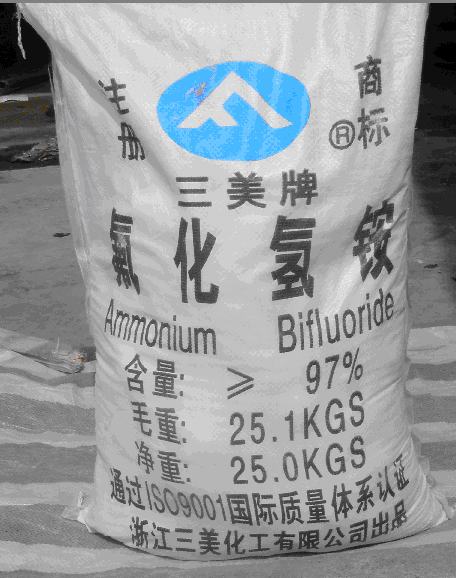 注册 商标
®
三美牌
氟化氢铵
Ammonium Bifluoride
含量: ≥ 97%
毛重: 25.1KGS
净重: 25.0KGS
通过ISO9001国际质量体系认证
浙江三美化工有限公司出品